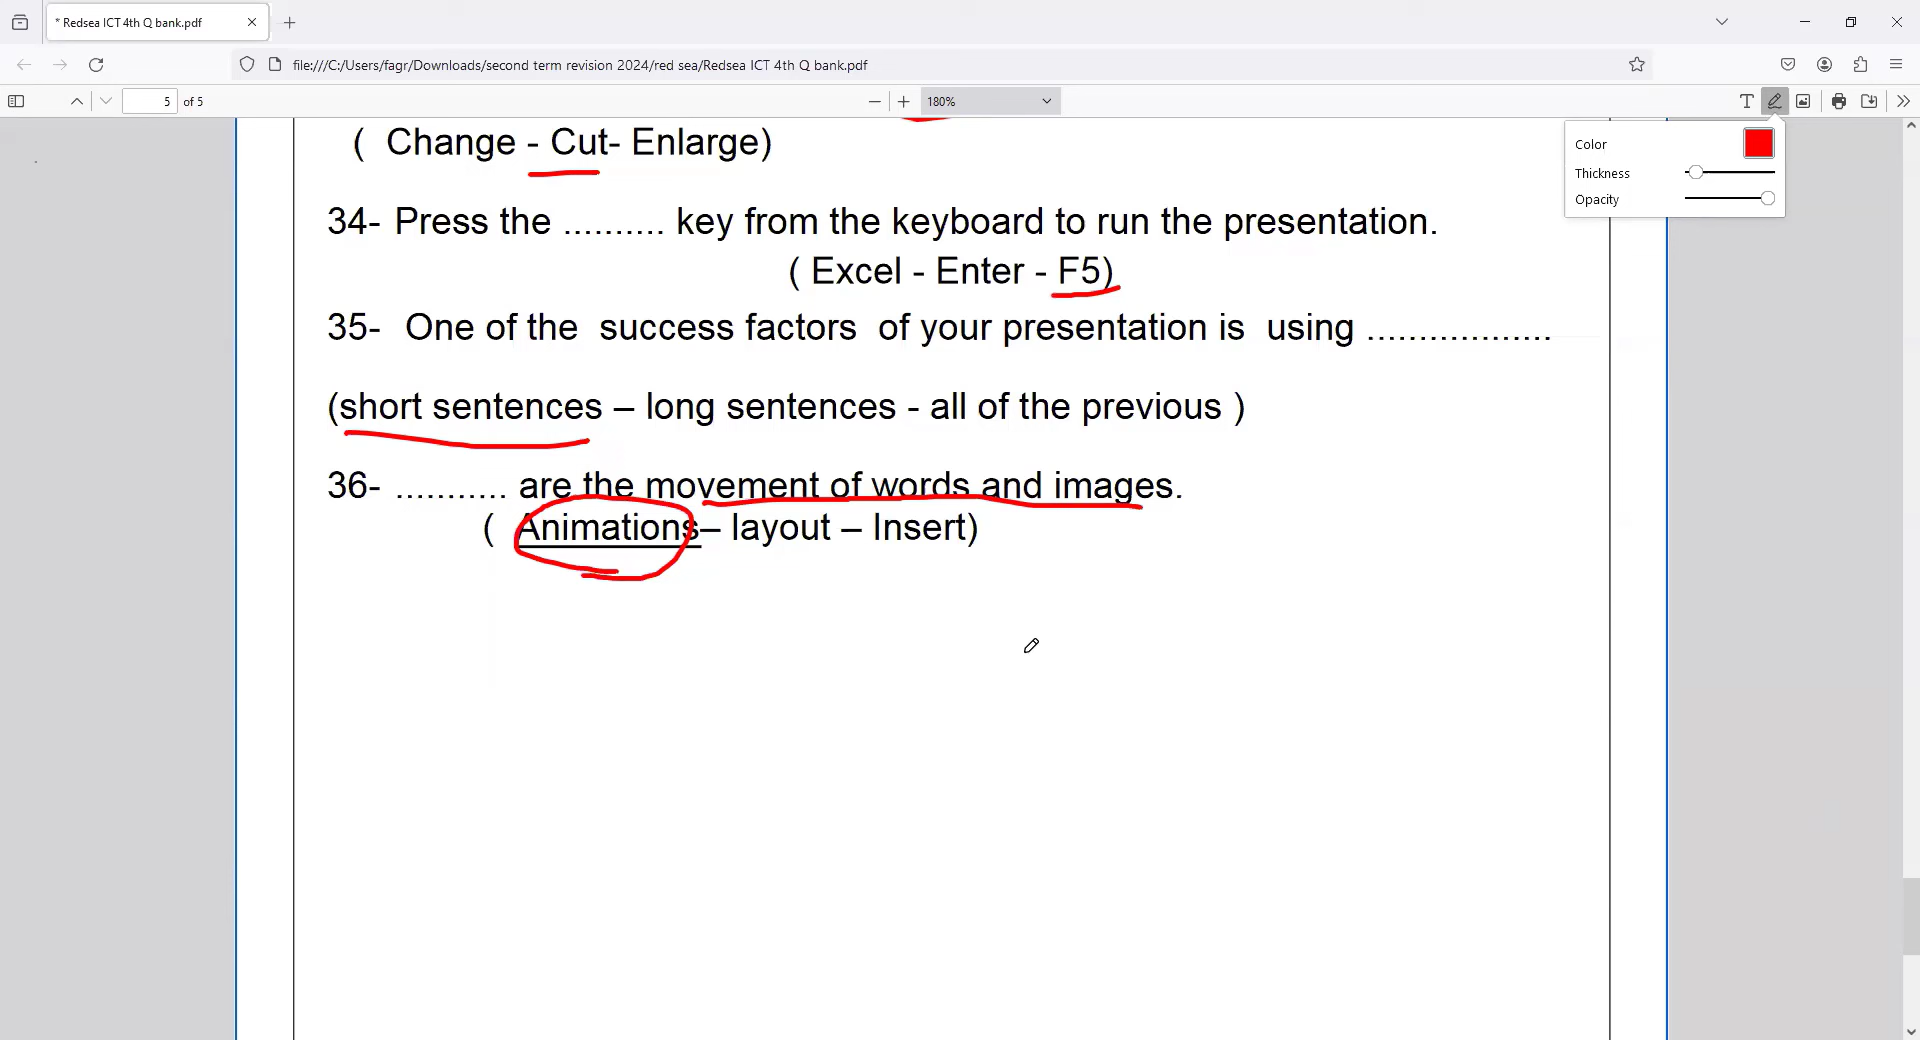 * Redsea ICT 4th Q bank.pdf
file:///C:/Users/fagr/Downloads/second term revision 2024/red sea/Redsea ICT 4th Q bank.pdf
5 of 5
180%
Color
Thickness
Opacity
( Change - Cut- Enlarge)
34- Press the .......... key from the keyboard to run the presentation.
( Excel - Enter - F5)
35- One of the success factors of your presentation is using ..................
(short sentences – long sentences - all of the previous )
36- ........... are the movement of words and images.
( Animations– layout – Insert)